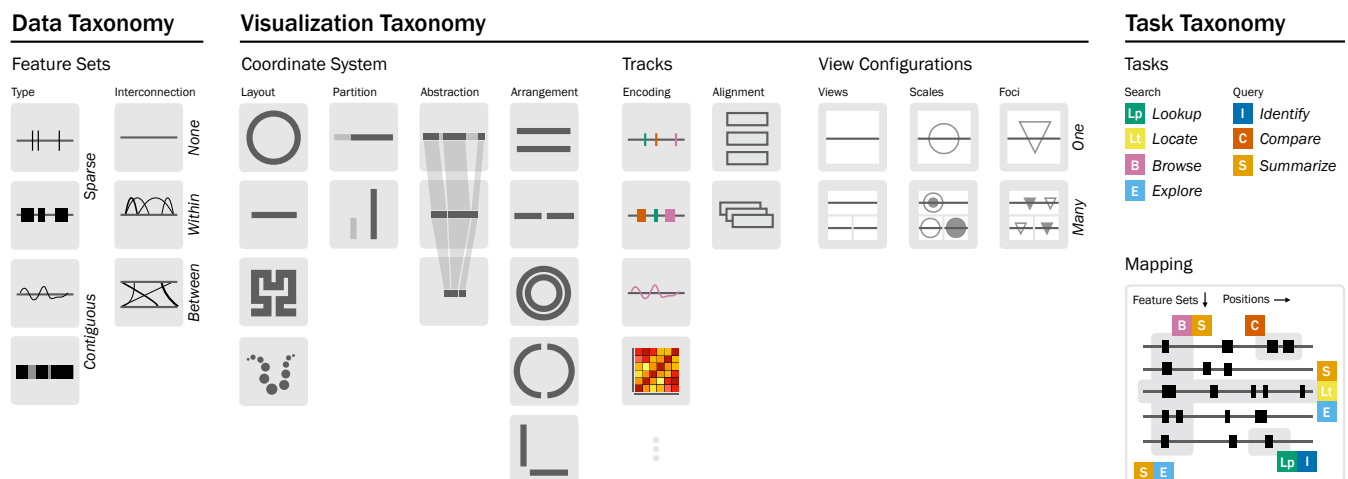 Data Taxonomy
Visualization Taxonomy
Task Taxonomy
Feature Sets
Coordinate System
Tracks
View Configurations
Tasks
Type
Interconnection
Layout
Partition
Abstraction
Arrangement
Encoding
Alignment
Views
Scales
Foci
Search
Query
Sparse
Contiguous
None
Within
Between
One
Many
Lp Lookup
I Identify
Lt Locate
C Compare
B Browse
S Summarize
E Explore
Mapping
Feature Sets ↓ Positions →
B S C
S
Lt
E
Lp I
S E